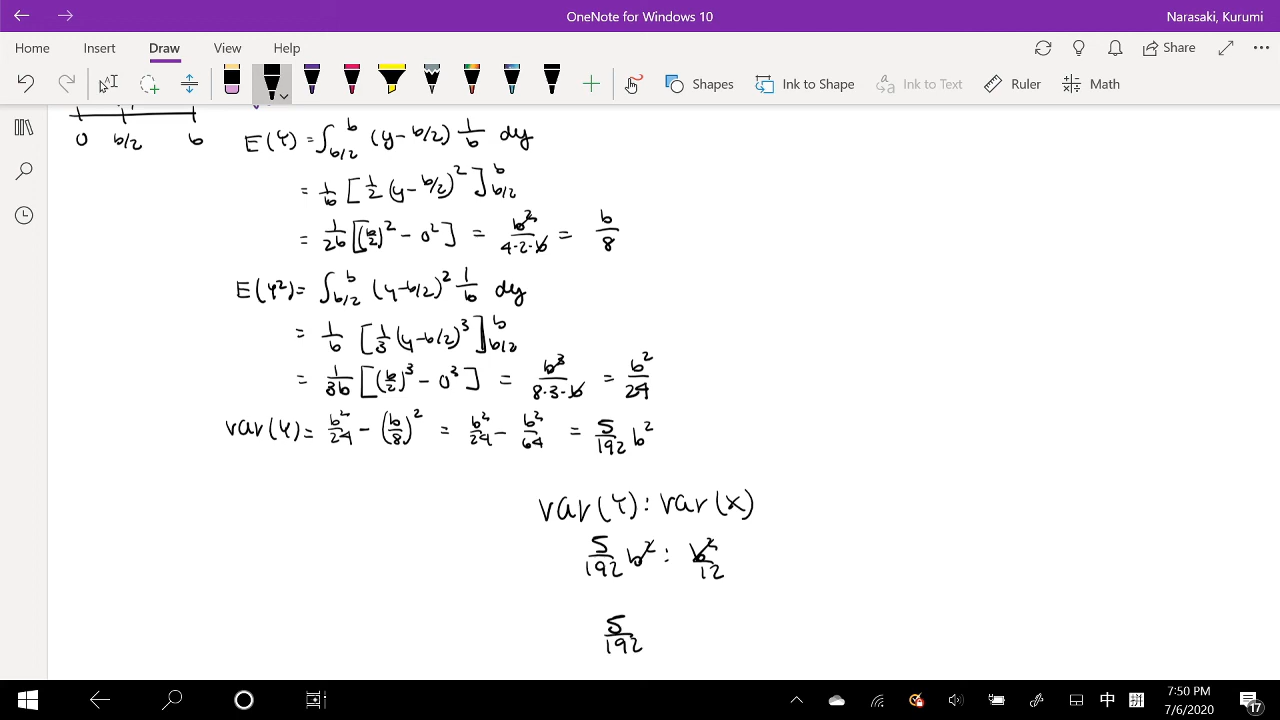 OneNote for Windows 10
Narasaki, Kurumi
Home Insert Draw View Help Share
Shapes Ink to Shape Ink to Text Ruler Math
0 b/2 b
E(Y) = ∫_{b/2}^{b} (y-b/2) 1/b dy
= 1/b [1/2 (y-b/2)^2]_{b/2}^{b}
= 1/2b [(b/2)^2 - 0^2] = b^2/4·2·b = b/8
E(Y^2) = ∫_{b/2}^{b} (y-b/2)^2 1/b dy
= 1/b [1/3 (y-b/2)^3]_{b/2}^{b}
= 1/3b [(b/2)^3 - 0^3] = b^3/8·3·b = b^2/24
Var(Y) = b^2/24 - (b/8)^2 = b^2/24 - b^2/64 = 5/192 b^2
Var(Y) : Var(X)
5/192 b^2 : b^2/12
5/192
中
7:50 PM
7/6/2020
17